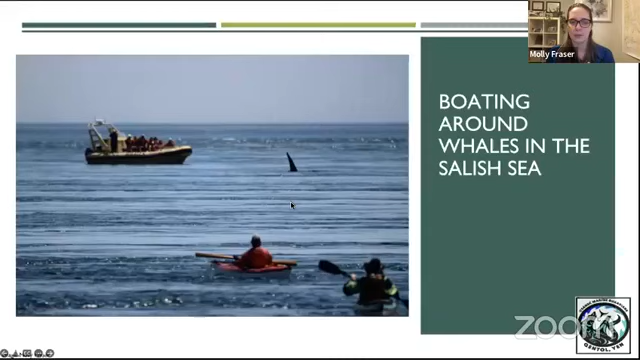 Molly Fraser
BOATING
AROUND
WHALES IN THE
SALISH SEA
zoom